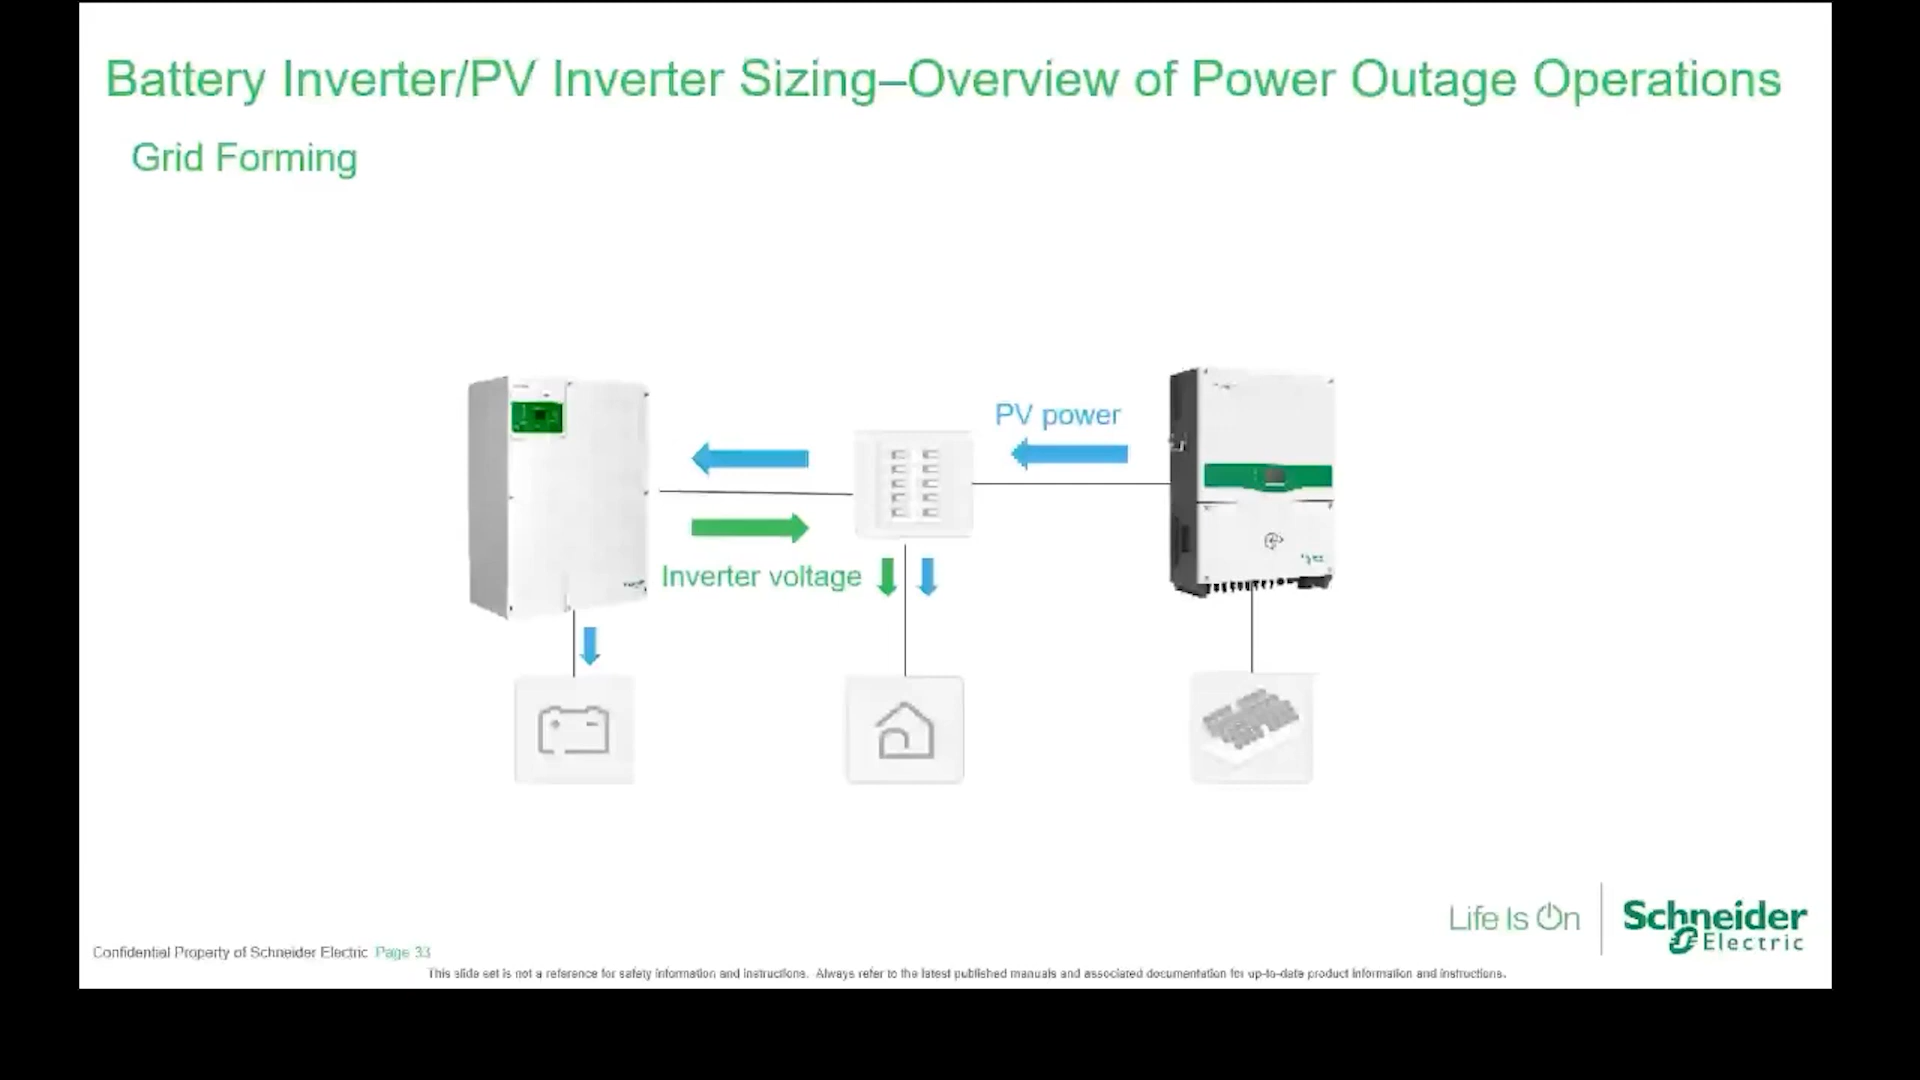 Battery Inverter/PV Inverter Sizing–Overview of Power Outage Operations
Grid Forming
PV power
Inverter voltage
Life Is On
Schneider
Electric
Confidential Property of Schneider Electric Page 33
This slide set is not a reference for safety information and instructions. Always refer to the latest published manuals and associated documentation for up-to-date product information and instructions.